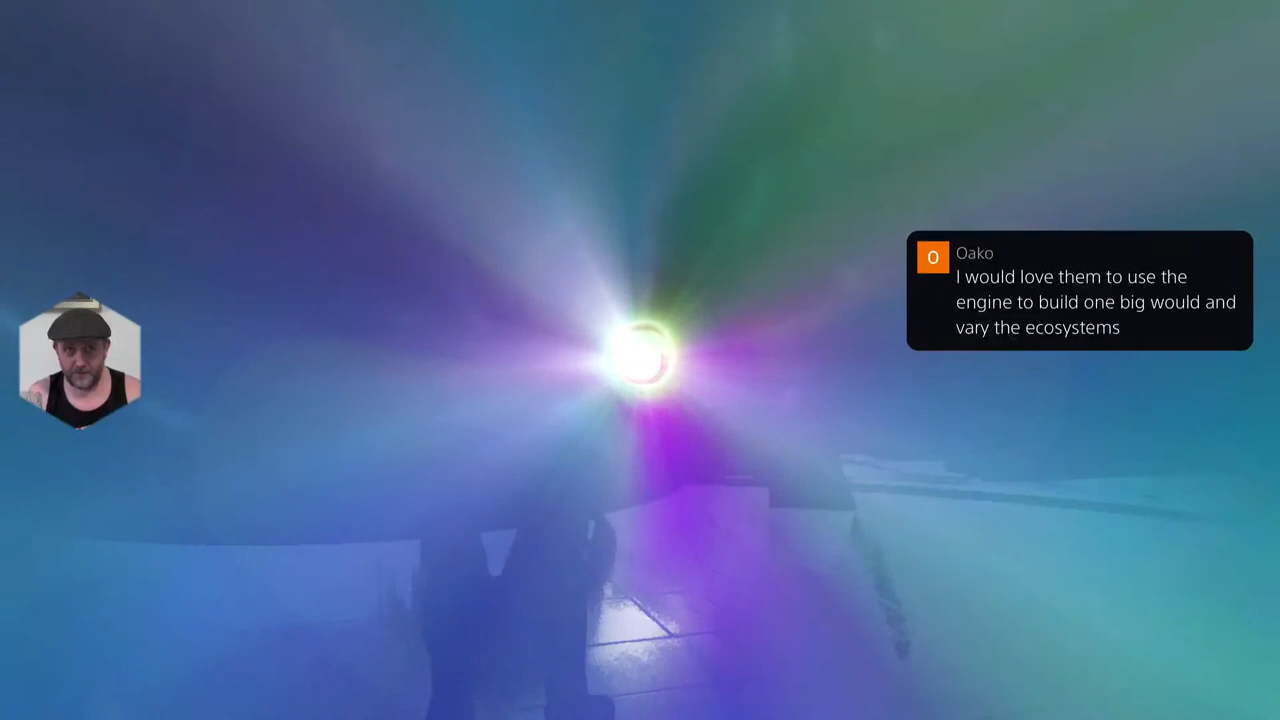 O
Oako
I would love them to use the
engine to build one big would and
vary the ecosystems